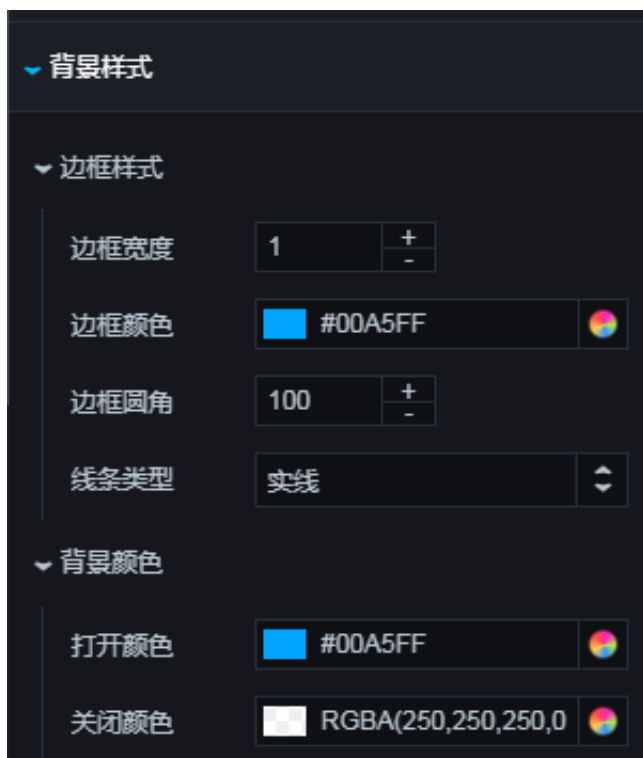 背景样式
边框样式
边框宽度 1 + -
边框颜色 #00A5FF
边框圆角 100 + -
线条类型 实线
背景颜色
打开颜色 #00A5FF
关闭颜色 RGBA(250,250,250,0